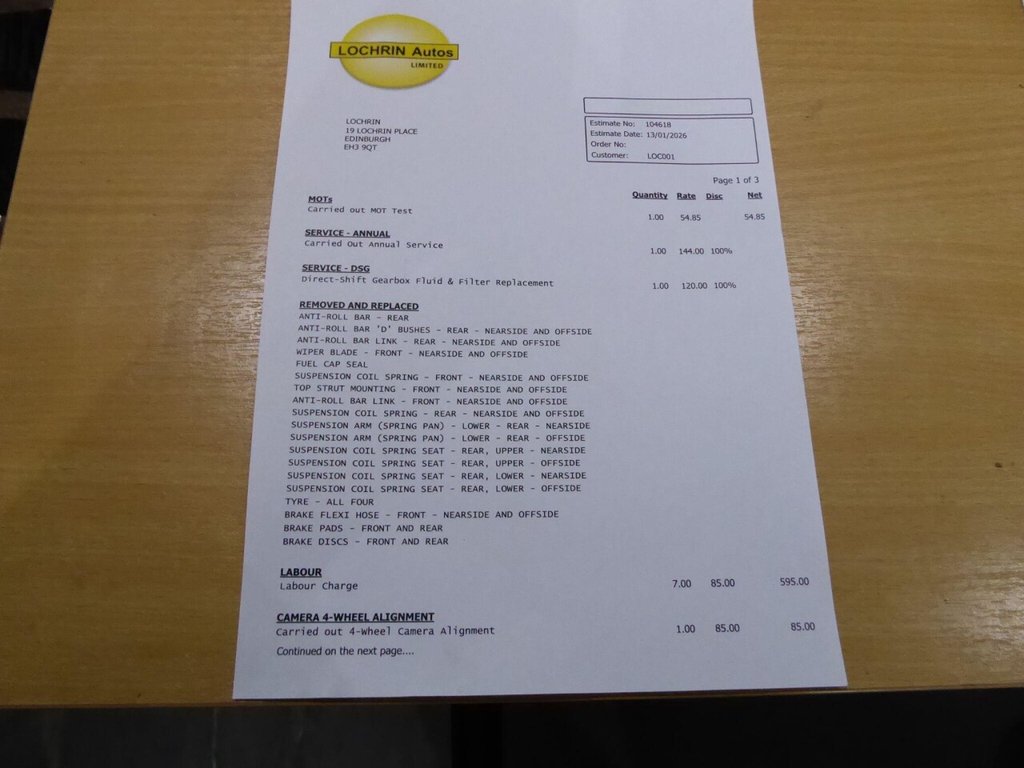 LOCHRIN Autos
LIMITED
LOCHRIN
19 LOCHRIN PLACE
EDINBURGH
EH3 9QT
Estimate No: 104618
Estimate Date: 13/01/2026
Order No:
Customer: LOC001
Page 1 of 3
Quantity Rate Disc Net
MOTs
Carried out MOT Test 1.00 54.85 54.85
SERVICE - ANNUAL
Carried Out Annual Service 1.00 144.00 100%
SERVICE - DSG
Direct-Shift Gearbox Fluid & Filter Replacement 1.00 120.00 100%
REMOVED AND REPLACED
ANTI-ROLL BAR - REAR
ANTI-ROLL BAR 'D' BUSHES - REAR - NEARSIDE AND OFFSIDE
ANTI-ROLL BAR LINK - REAR - NEARSIDE AND OFFSIDE
WIPER BLADE - FRONT - NEARSIDE AND OFFSIDE
FUEL CAP SEAL
SUSPENSION COIL SPRING - FRONT - NEARSIDE AND OFFSIDE
TOP STRUT MOUNTING - FRONT - NEARSIDE AND OFFSIDE
ANTI-ROLL BAR LINK - FRONT - NEARSIDE AND OFFSIDE
SUSPENSION COIL SPRING - REAR - NEARSIDE AND OFFSIDE
SUSPENSION ARM (SPRING PAN) - LOWER - REAR - NEARSIDE
SUSPENSION ARM (SPRING PAN) - LOWER - REAR - OFFSIDE
SUSPENSION COIL SPRING SEAT - REAR, UPPER - NEARSIDE
SUSPENSION COIL SPRING SEAT - REAR, UPPER - OFFSIDE
SUSPENSION COIL SPRING SEAT - REAR, LOWER - NEARSIDE
SUSPENSION COIL SPRING SEAT - REAR, LOWER - OFFSIDE
TYRE - ALL FOUR
BRAKE FLEXI HOSE - FRONT - NEARSIDE AND OFFSIDE
BRAKE PADS - FRONT AND REAR
BRAKE DISCS - FRONT AND REAR
LABOUR
Labour Charge 7.00 85.00 595.00
CAMERA 4-WHEEL ALIGNMENT
Carried out 4-Wheel Camera Alignment 1.00 85.00 85.00
Continued on the next page....